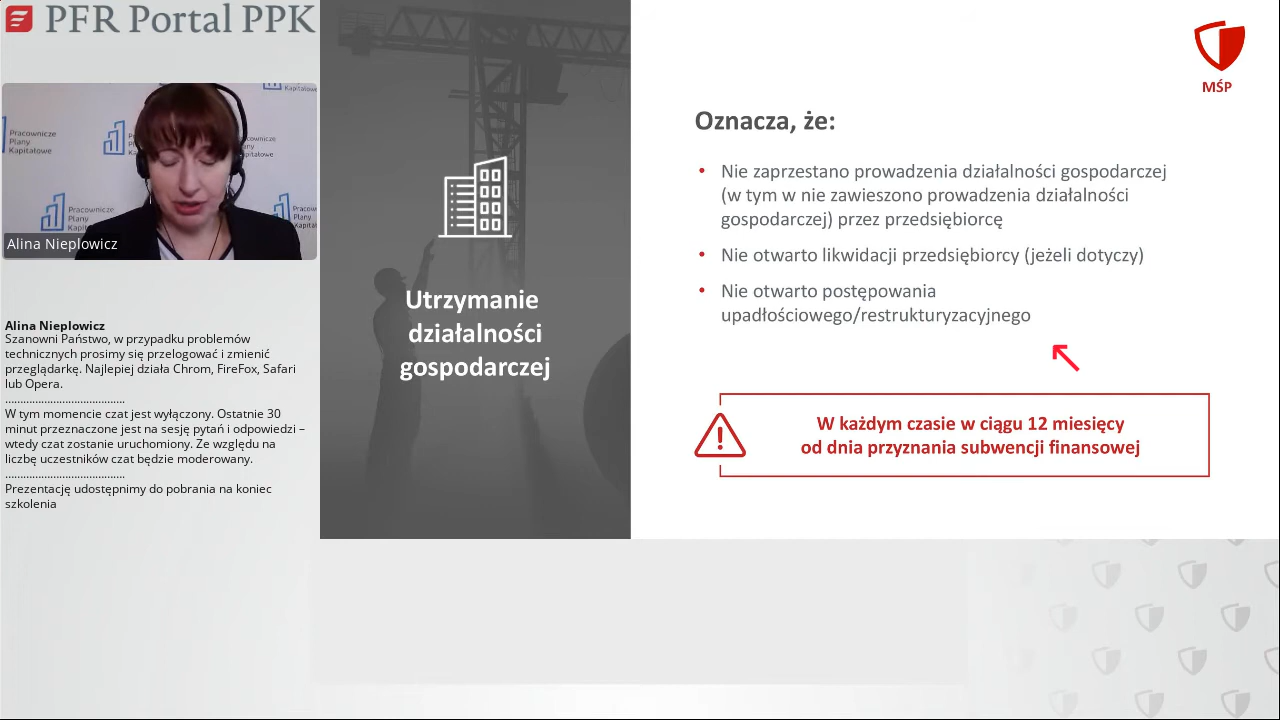 PFR Portal PPK
Pracownicze
Plany
Kapitałowe
Kapitałowe
Pracownicze
Alina Nieplowicz
Alina Nieplowicz
Szanowni Państwo, w przypadku problemów
technicznych prosimy się przelogować i zmienić
przeglądarkę. Najlepiej działa Chrom, FireFox, Safari
lub Opera.
........................................
W tym momencie czat jest wyłączony. Ostatnie 30
minut przeznaczone jest na sesję pytań i odpowiedzi –
wtedy czat zostanie uruchomiony. Ze względu na
liczbę uczestników czat będzie moderowany.
........................................
Prezentację udostępnimy do pobrania na koniec
szkolenia
Utrzymanie
działalności
gospodarczej
MŚP
Oznacza, że:
• Nie zaprzestano prowadzenia działalności gospodarczej
(w tym w nie zawieszono prowadzenia działalności
gospodarczej) przez przedsiębiorcę
• Nie otwarto likwidacji przedsiębiorcy (jeżeli dotyczy)
• Nie otwarto postępowania
upadłościowego/restrukturyzacyjnego
W każdym czasie w ciągu 12 miesięcy
od dnia przyznania subwencji finansowej